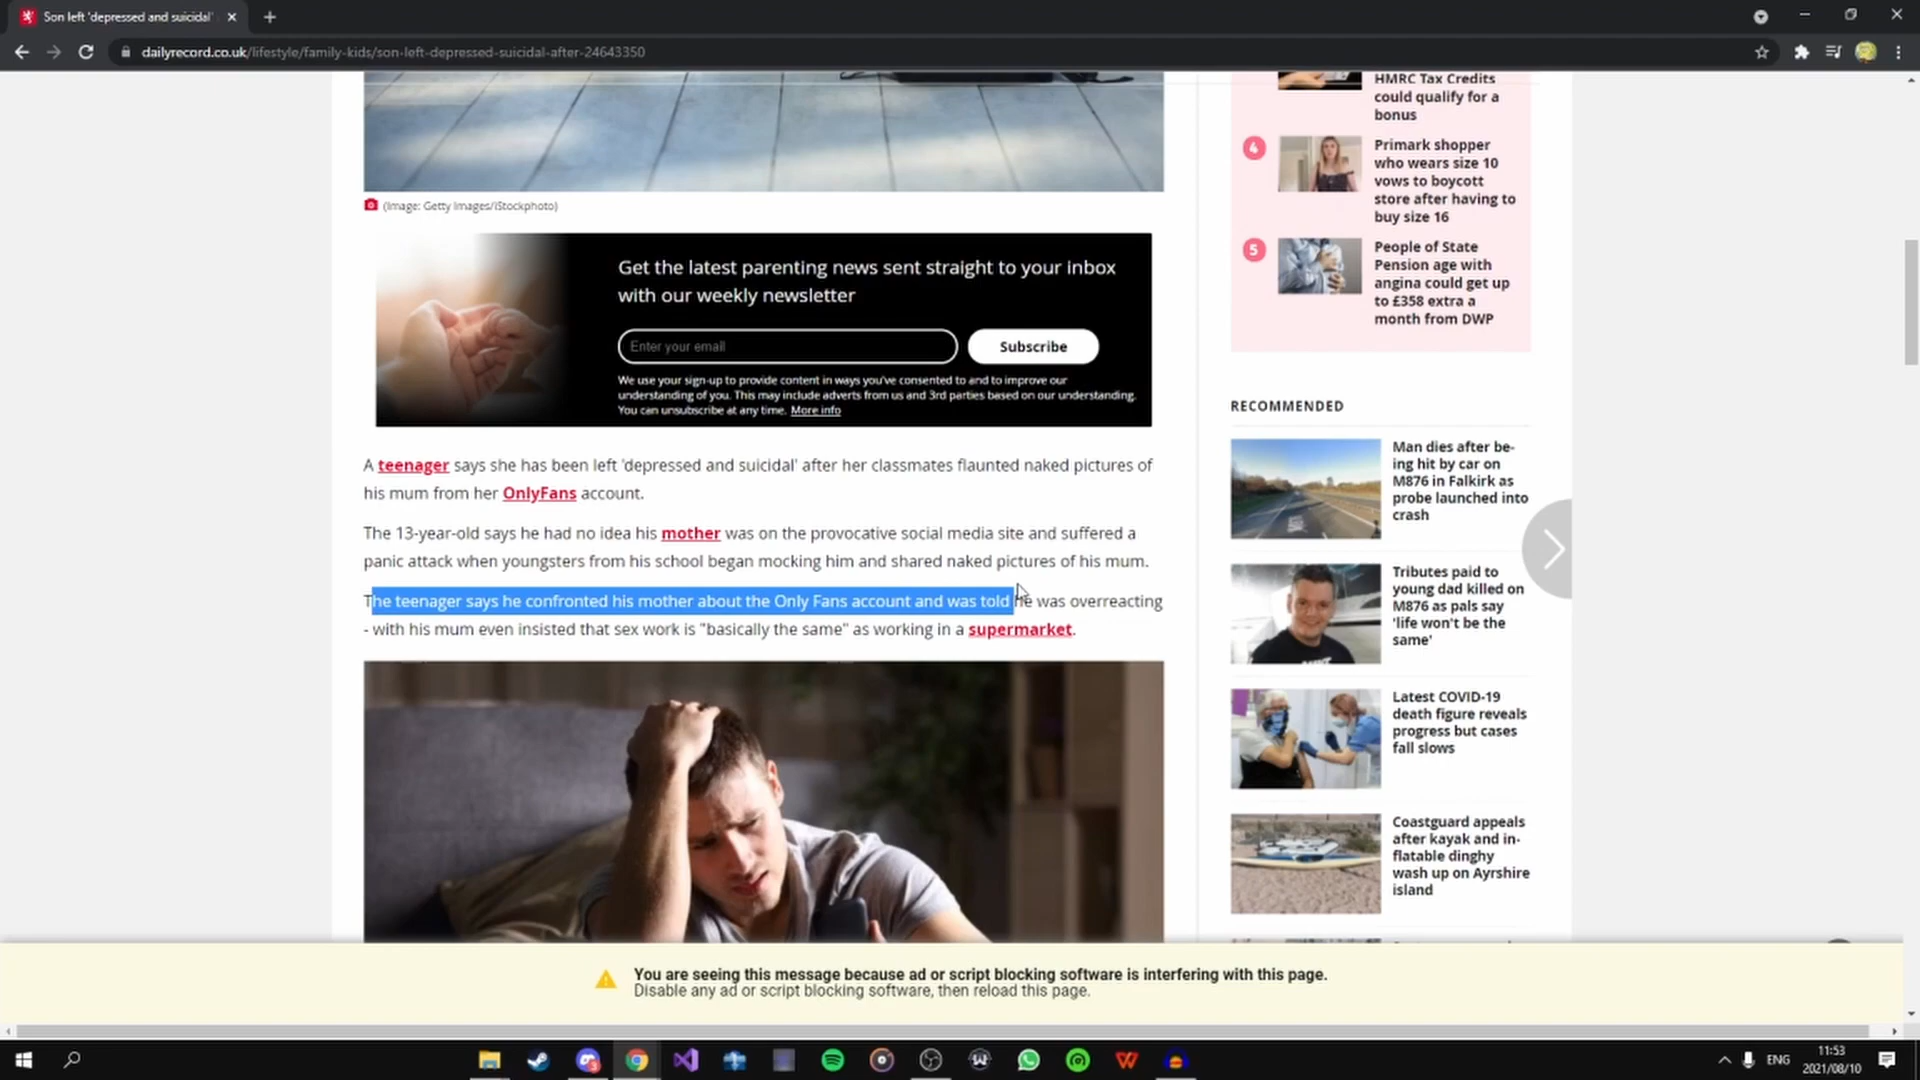 Son left 'depressed and suicidal'
dailyrecord.co.uk/lifestyle/family-kids/son-left-depressed-suicidal-after-24643350
(Image: Getty Images/iStockphoto)
Get the latest parenting news sent straight to your inbox
with our weekly newsletter
Enter your email
Subscribe
We use your sign-up to provide content in ways you've consented to and to improve our
understanding of you. This may include adverts from us and 3rd parties based on our understanding.
You can unsubscribe at any time. More info
A teenager says she has been left 'depressed and suicidal' after her classmates flaunted naked pictures of
his mum from her OnlyFans account.
The 13-year-old says he had no idea his mother was on the provocative social media site and suffered a
panic attack when youngsters from his school began mocking him and shared naked pictures of his mum.
The teenager says he confronted his mother about the Only Fans account and was told he was overreacting
- with his mum even insisted that sex work is "basically the same" as working in a supermarket.
HMRC Tax Credits
could qualify for a
bonus
4
Primark shopper
who wears size 10
vows to boycott
store after having to
buy size 16
5
People of State
Pension age with
angina could get up
to £358 extra a
month from DWP
RECOMMENDED
Man dies after be-
ing hit by car on
M876 in Falkirk as
probe launched into
crash
Tributes paid to
young dad killed on
M876 as pals say
'life won't be the
same'
Latest COVID-19
death figure reveals
progress but cases
fall slows
Coastguard appeals
after kayak and in-
flatable dinghy
wash up on Ayrshire
island
You are seeing this message because ad or script blocking software is interfering with this page.
Disable any ad or script blocking software, then reload this page.
ENG
11:53
2021/08/10